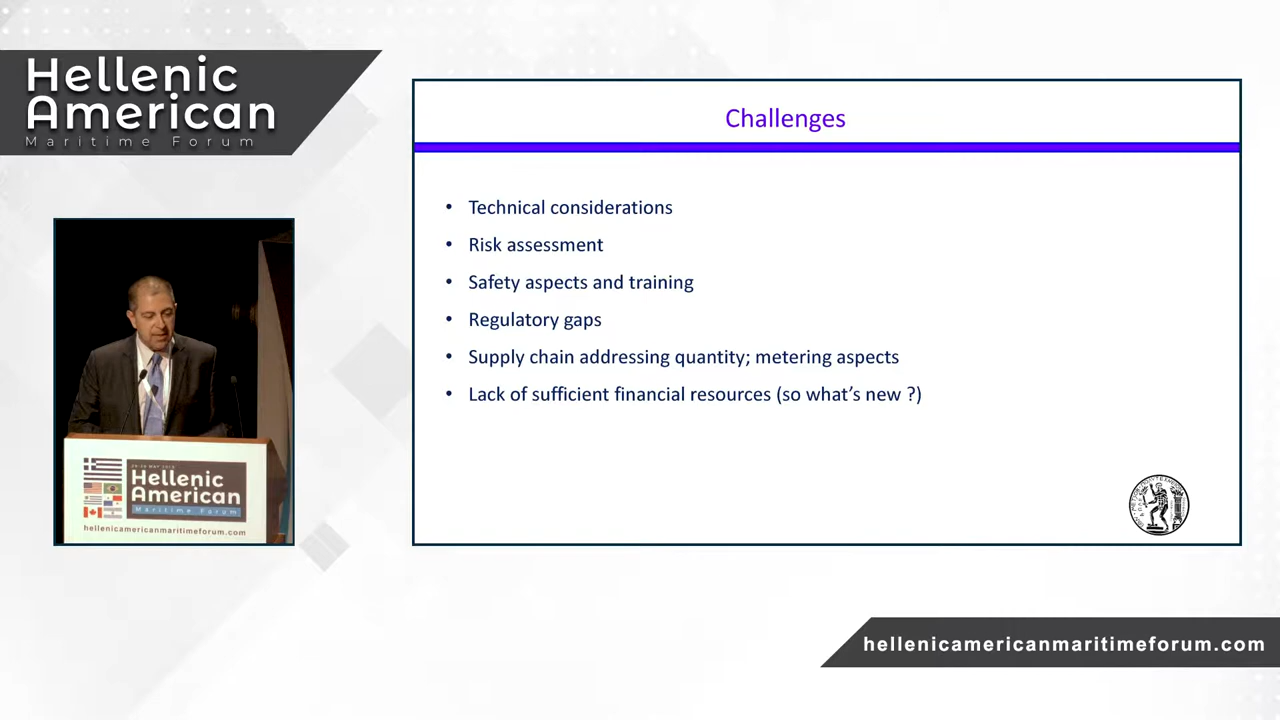 Hellenic
American
Maritime Forum
Challenges
• Technical considerations
• Risk assessment
• Safety aspects and training
• Regulatory gaps
• Supply chain addressing quantity; metering aspects
• Lack of sufficient financial resources (so what's new ?)
Hellenic
American
Maritime Forum
hellenicamericanmaritimeforum.com
hellenicamericanmaritimeforum.com